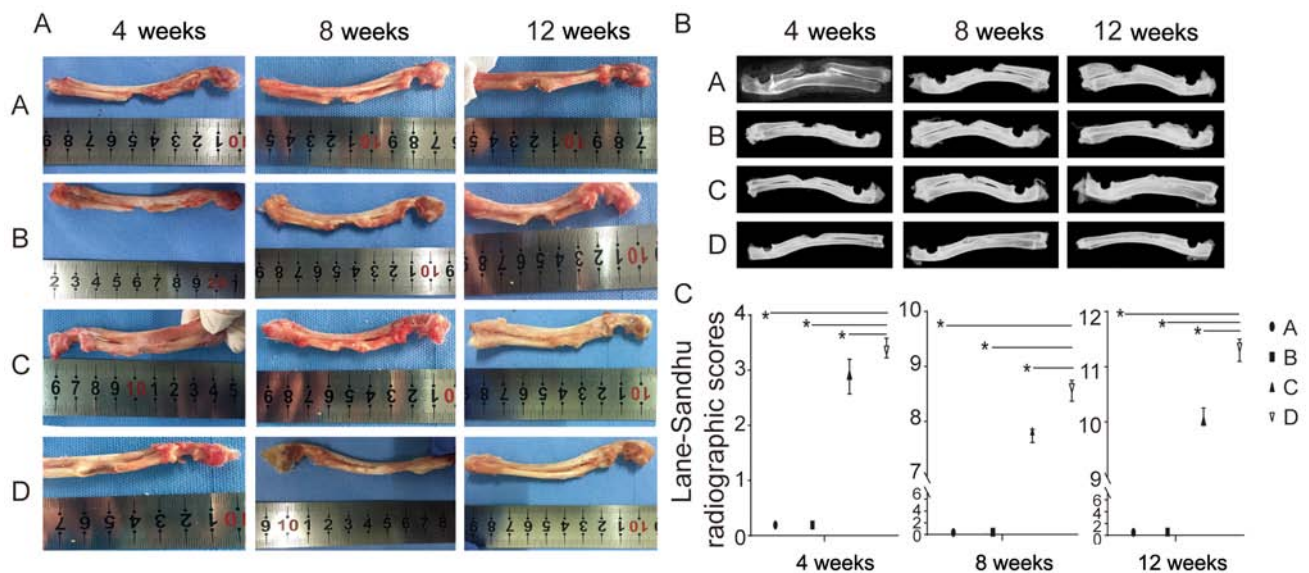 A
4 weeks 8 weeks 12 weeks
A
B
C
D
B
4 weeks 8 weeks 12 weeks
A
B
C
D
C
Lane-Sandhu
radiographic scores
4
3
2
1
0
* * *
4 weeks
10
9
8
7
6
4
2
0
* * *
8 weeks
12
11
10
9
6
4
2
0
* * *
12 weeks
A
B
C
D